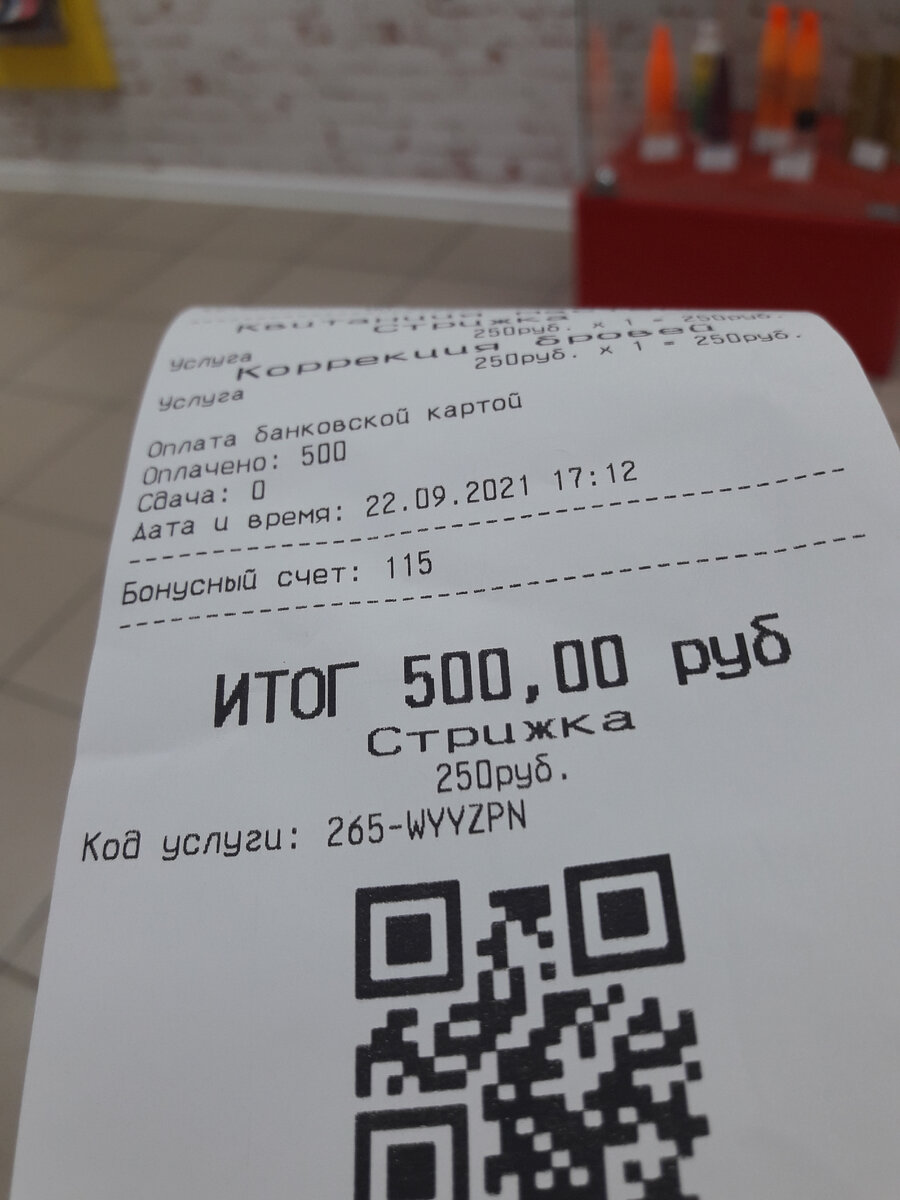 Квитанция
Стрижка
250руб. x 1 = 250руб.
Услуга
Коррекция бровей
250руб. x 1 = 250руб.
Услуга
Оплата банковской картой
Оплачено: 500
Сдача: 0
Дата и время: 22.09.2021 17:12
Бонусный счет: 115
ИТОГ 500,00 руб
Стрижка
250руб.
Код услуги: 265-WYYZPN